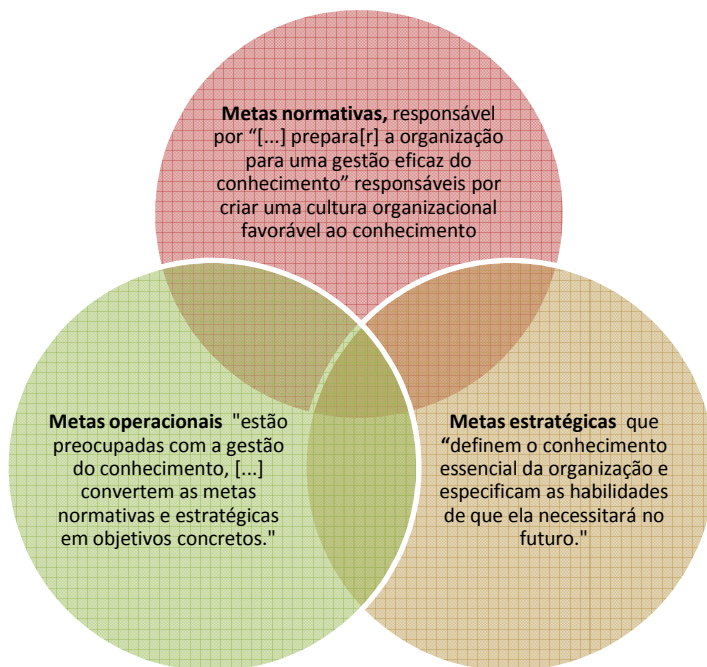 Metas normativas, responsável
por “[...] prepara[r] a organização
para uma gestão eficaz do
conhecimento” responsáveis por
criar uma cultura organizacional
favorável ao conhecimento
Metas operacionais "estão
preocupadas com a gestão
do conhecimento, [...]
convertem as metas
normativas e estratégicas
em objetivos concretos."
Metas estratégicas que
“definem o conhecimento
essencial da organização e
especificam as habilidades
de que ela necessitará no
futuro."